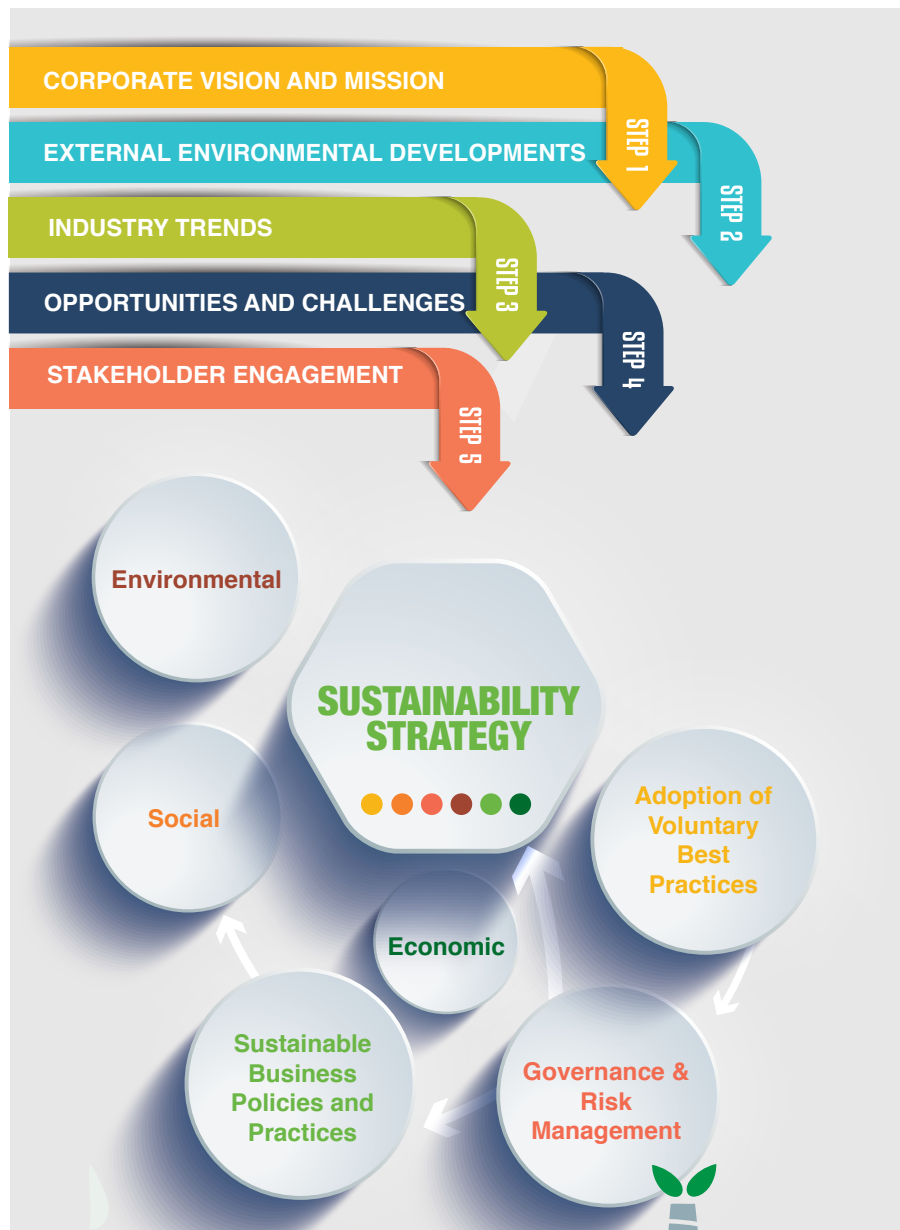 CORPORATE VISION AND MISSION
STEP 1
EXTERNAL ENVIRONMENTAL DEVELOPMENTS
STEP 2
INDUSTRY TRENDS
STEP 3
OPPORTUNITIES AND CHALLENGES
STEP 4
STAKEHOLDER ENGAGEMENT
STEP 5
Environmental
SUSTAINABILITY
STRATEGY
Social
Adoption of
Voluntary
Best
Practices
Economic
Sustainable
Business
Policies and
Practices
Governance &
Risk
Management